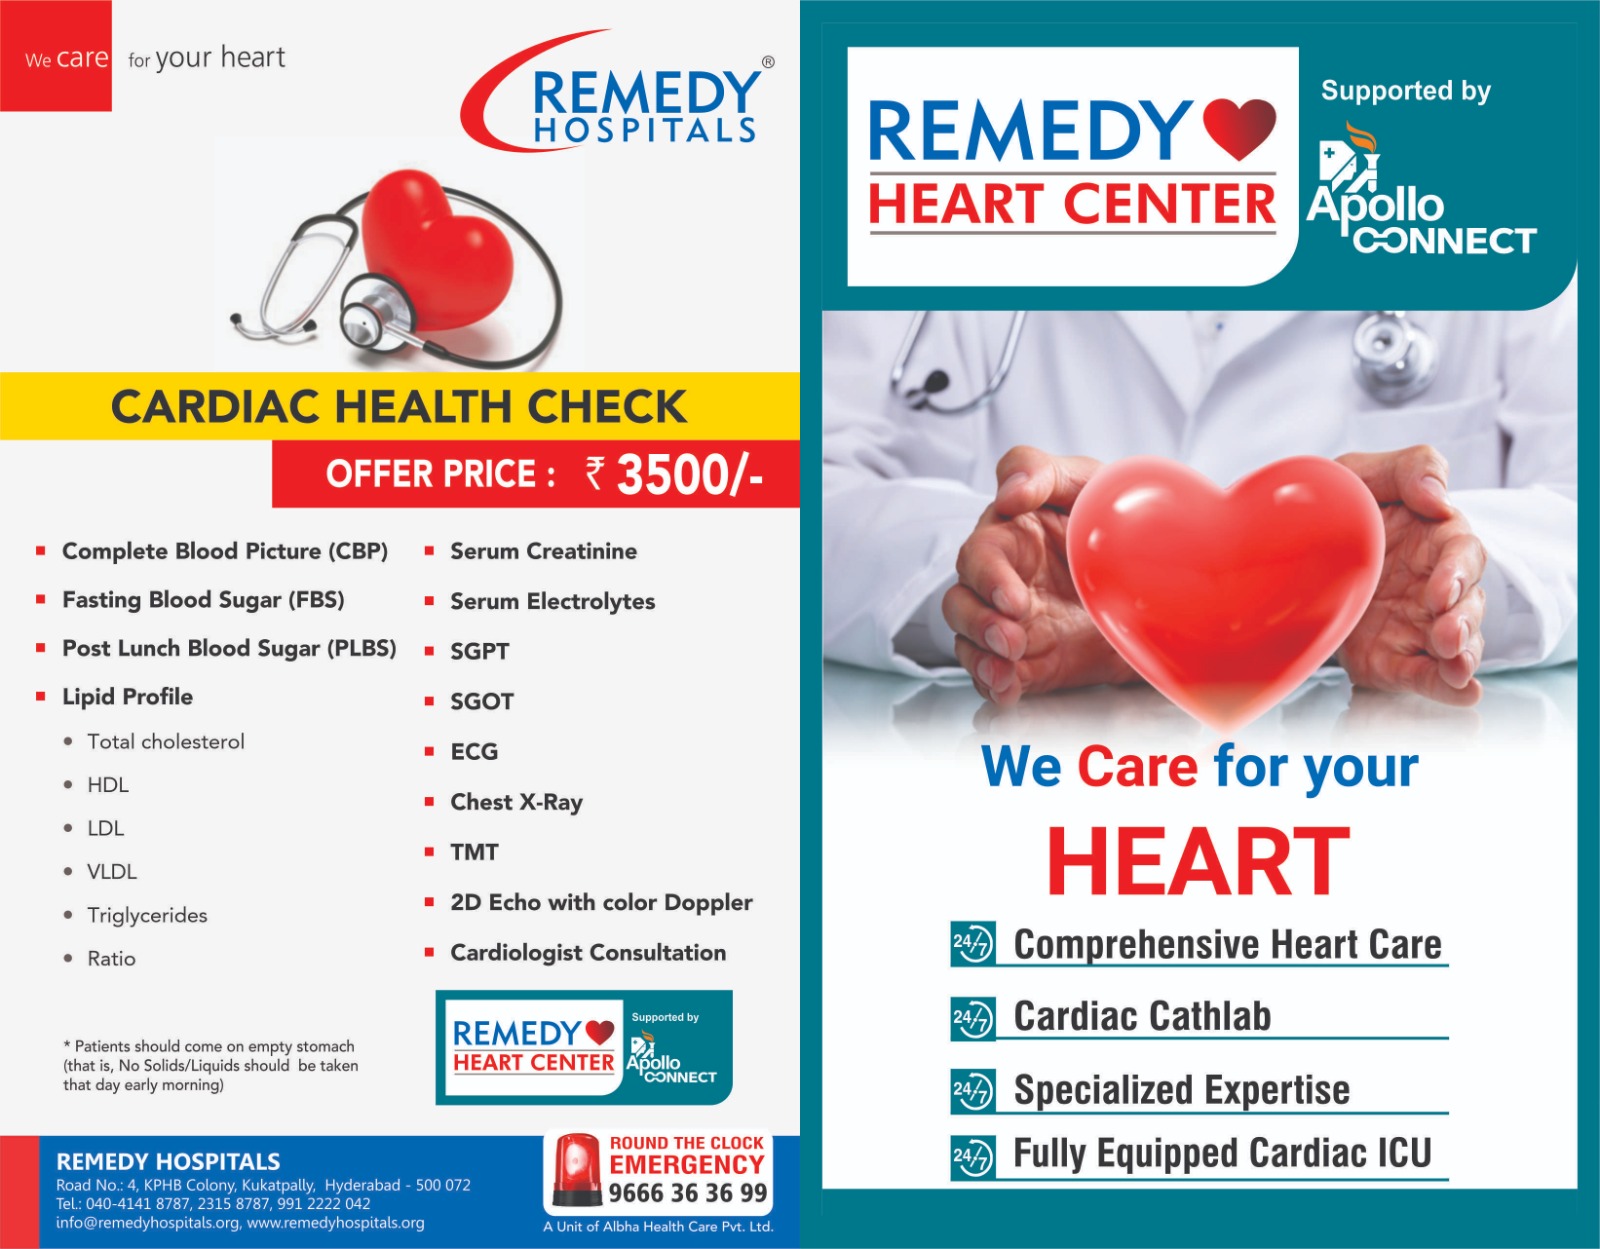 We care for your heart
REMEDY®
HOSPITALS
CARDIAC HEALTH CHECK
OFFER PRICE : ₹ 3500/-
Complete Blood Picture (CBP)
Fasting Blood Sugar (FBS)
Post Lunch Blood Sugar (PLBS)
Lipid Profile
Total cholesterol
HDL
LDL
VLDL
Triglycerides
Ratio
Serum Creatinine
Serum Electrolytes
SGPT
SGOT
ECG
Chest X-Ray
TMT
2D Echo with color Doppler
Cardiologist Consultation
* Patients should come on empty stomach
(that is, No Solids/Liquids should be taken
that day early morning)
REMEDY
HEART CENTER
Supported by
Apollo
CONNECT
REMEDY HOSPITALS
Road No.: 4, KPHB Colony, Kukatpally, Hyderabad - 500 072
Tel.: 040-4141 8787, 2315 8787, 991 2222 042
info@remedyhospitals.org, www.remedyhospitals.org
ROUND THE CLOCK
EMERGENCY
9666 36 36 99
A Unit of Albha Health Care Pvt. Ltd.
REMEDY
HEART CENTER
Supported by
Apollo
CONNECT
We Care for your
HEART
24/7 Comprehensive Heart Care
24/7 Cardiac Cathlab
24/7 Specialized Expertise
24/7 Fully Equipped Cardiac ICU